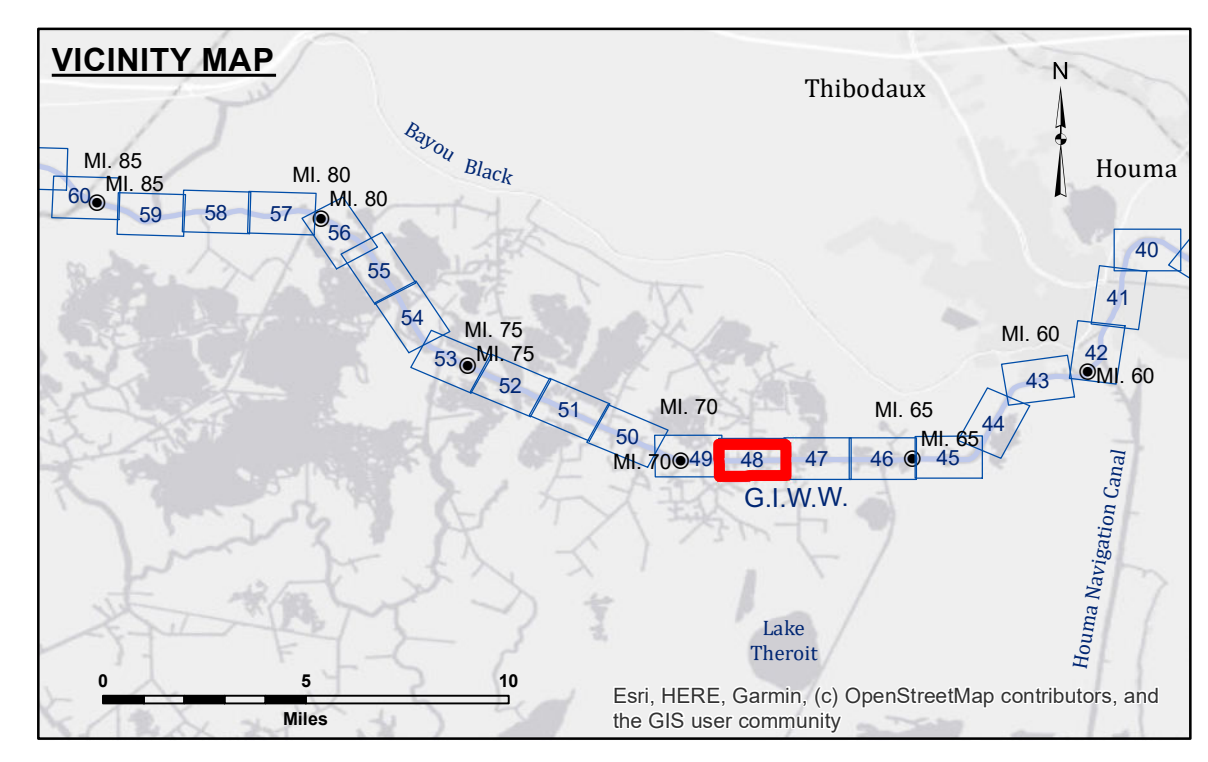 VICINITY MAP
Thibodaux
N
Houma
Bayou Black
MI. 85
MI. 85
MI. 80
MI. 80
60
59
58
57
56
55
54
53
MI. 75
MI. 75
52
51
50
MI. 70
MI. 70
49
48
47
46
MI. 65
MI. 65
45
44
43
MI. 60
MI. 60
42
41
40
G.I.W.W.
Houma Navigation Canal
Lake
Theroit
0 5 10
Miles
Esri, HERE, Garmin, (c) OpenStreetMap contributors, and
the GIS user community